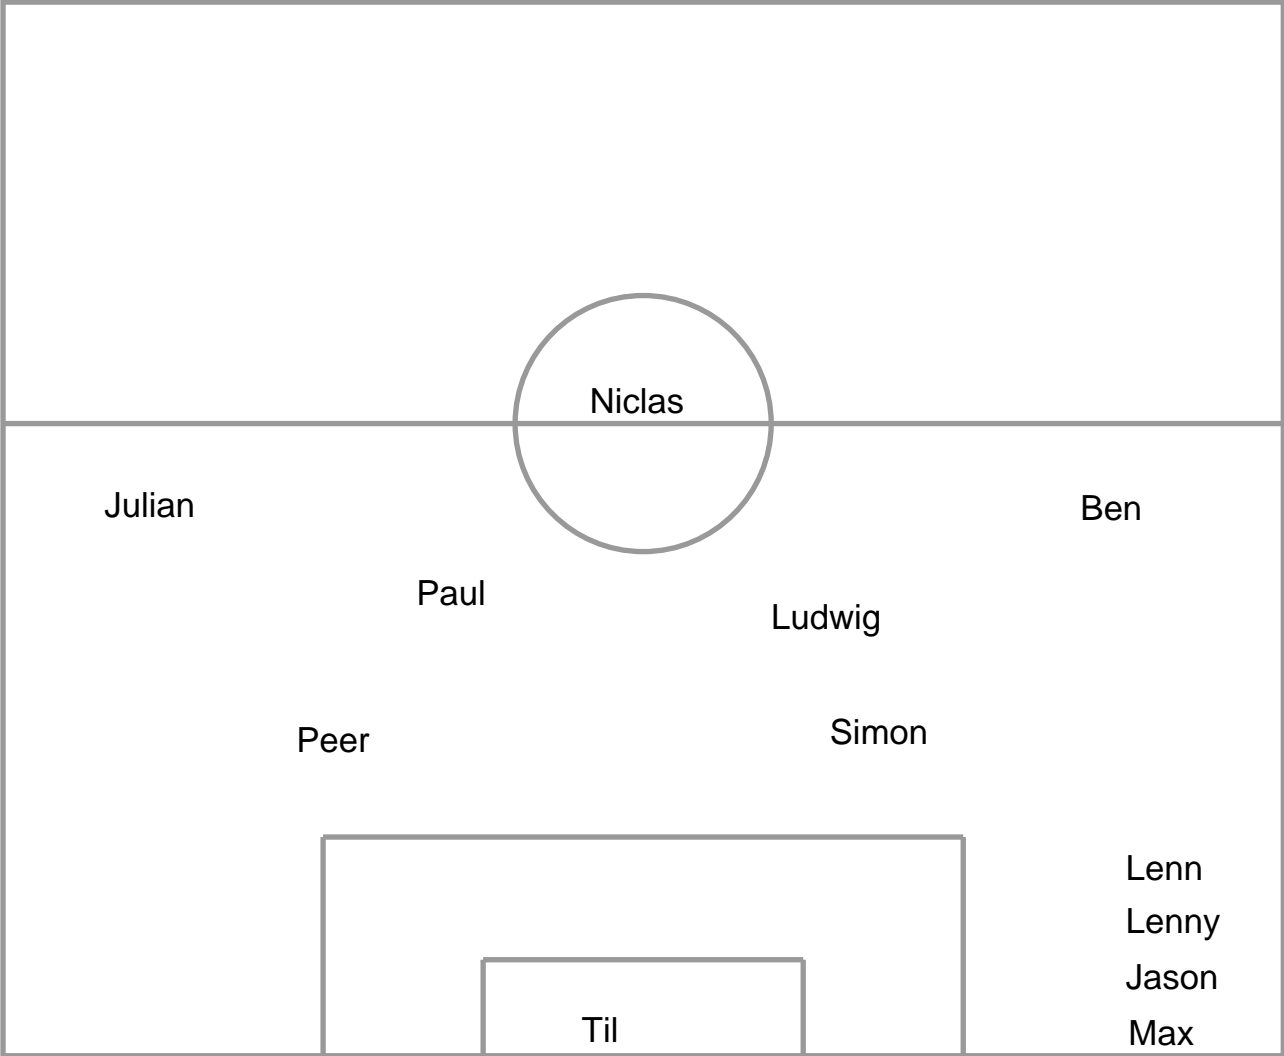 Niclas
Julian
Ben
Paul
Ludwig
Peer
Simon
Lenn
Lenny
Jason
Til
Max